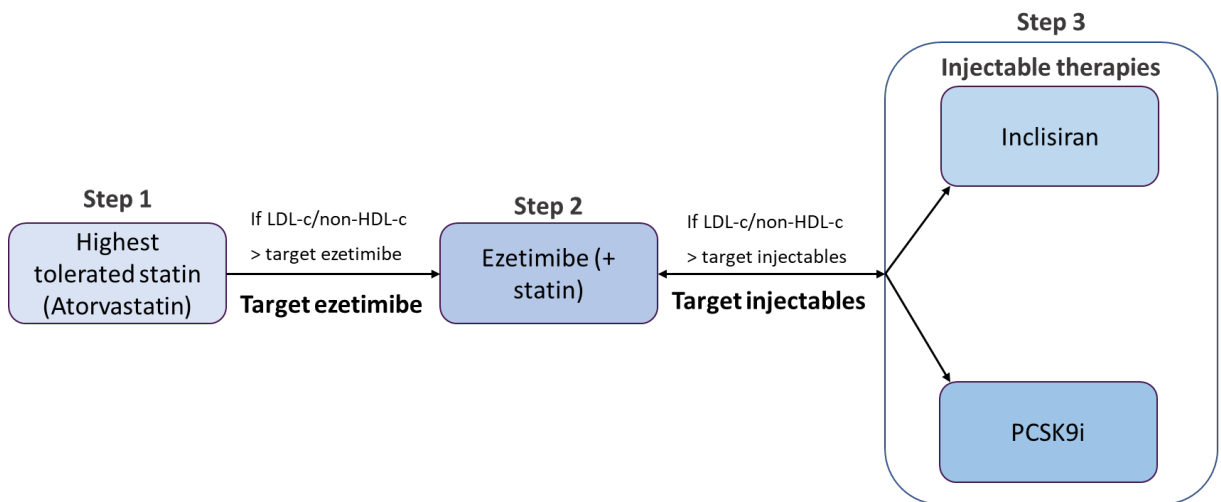 Step 1
Highest
tolerated statin
(Atorvastatin)
If LDL-c/non-HDL-c
> target ezetimibe
Target ezetimibe
Step 2
Ezetimibe (+
statin)
If LDL-c/non-HDL-c
> target injectables
Target injectables
Step 3
Injectable therapies
Inclisiran
PCSK9i